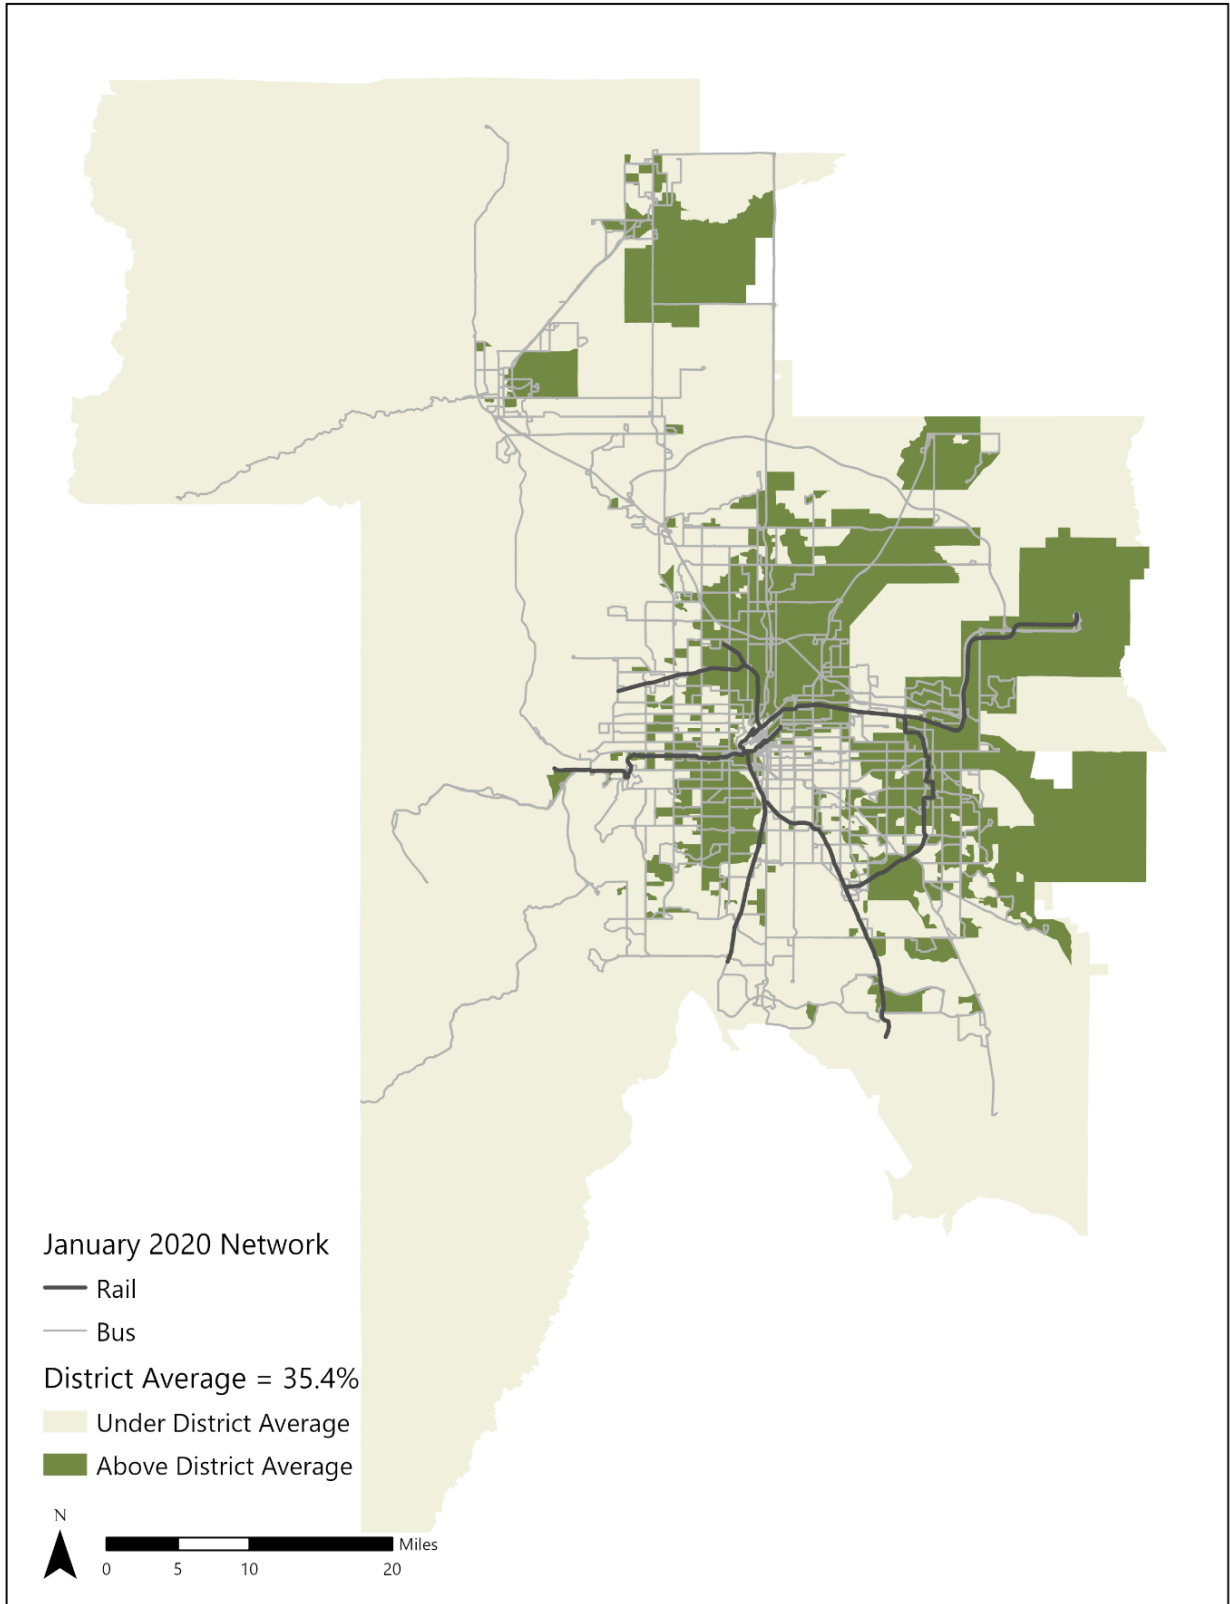 January 2020 Network
Rail
Bus
District Average = 35.4%
Under District Average
Above District Average
N
Miles
0 5 10 20